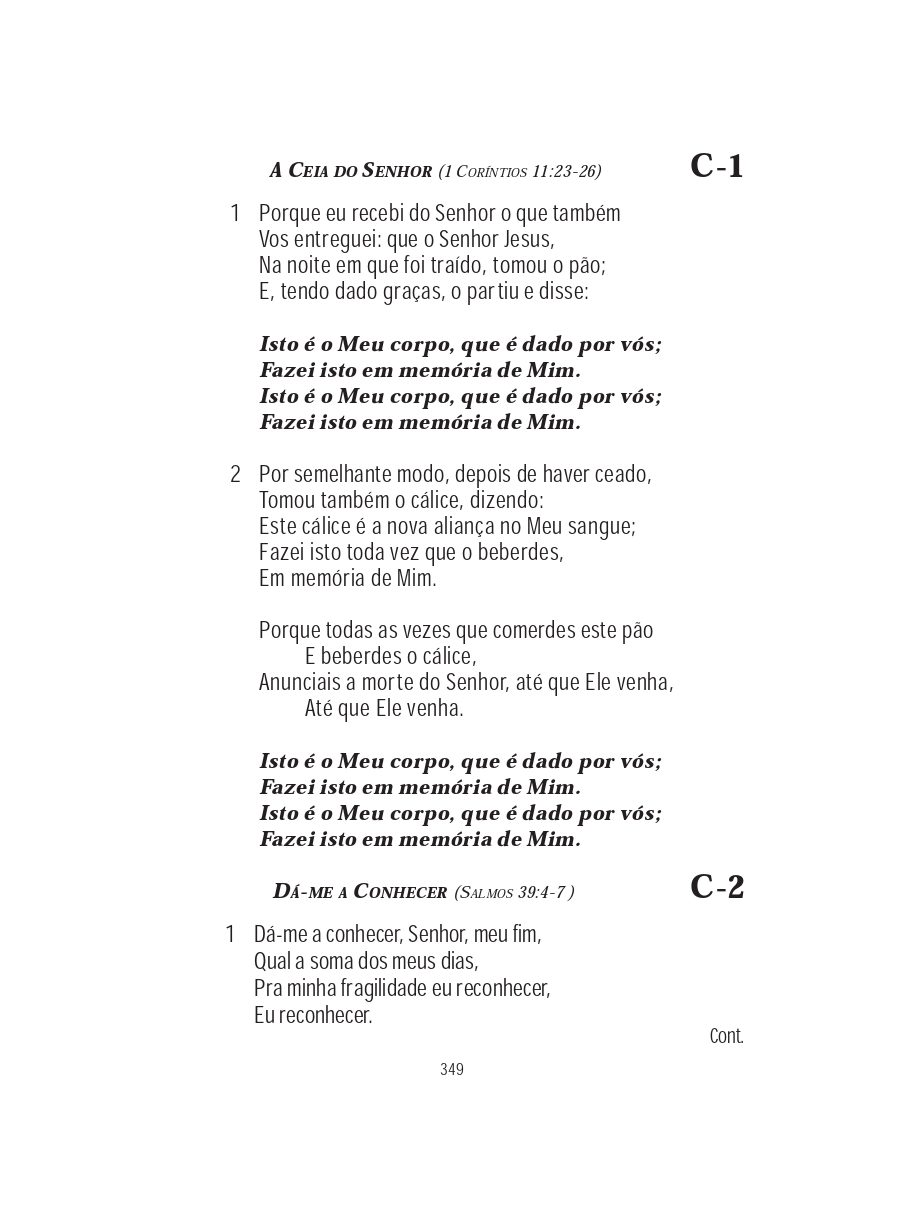 A Ceia do Senhor (1 Coríntios 11:23-26) C-1
1 Porque eu recebi do Senhor o que também
Vos entreguei: que o Senhor Jesus,
Na noite em que foi traído, tomou o pão;
E, tendo dado graças, o partiu e disse:
Isto é o Meu corpo, que é dado por vós;
Fazei isto em memória de Mim.
Isto é o Meu corpo, que é dado por vós;
Fazei isto em memória de Mim.
2 Por semelhante modo, depois de haver ceado,
Tomou também o cálice, dizendo:
Este cálice é a nova aliança no Meu sangue;
Fazei isto toda vez que o beberdes,
Em memória de Mim.
Porque todas as vezes que comerdes este pão
E beberdes o cálice,
Anunciais a morte do Senhor, até que Ele venha,
Até que Ele venha.
Isto é o Meu corpo, que é dado por vós;
Fazei isto em memória de Mim.
Isto é o Meu corpo, que é dado por vós;
Fazei isto em memória de Mim.
Dá-me a Conhecer (Salmos 39:4-7) C-2
1 Dá-me a conhecer, Senhor, meu fim,
Qual a soma dos meus dias,
Pra minha fragilidade eu reconhecer,
Eu reconhecer.
Cont.
349